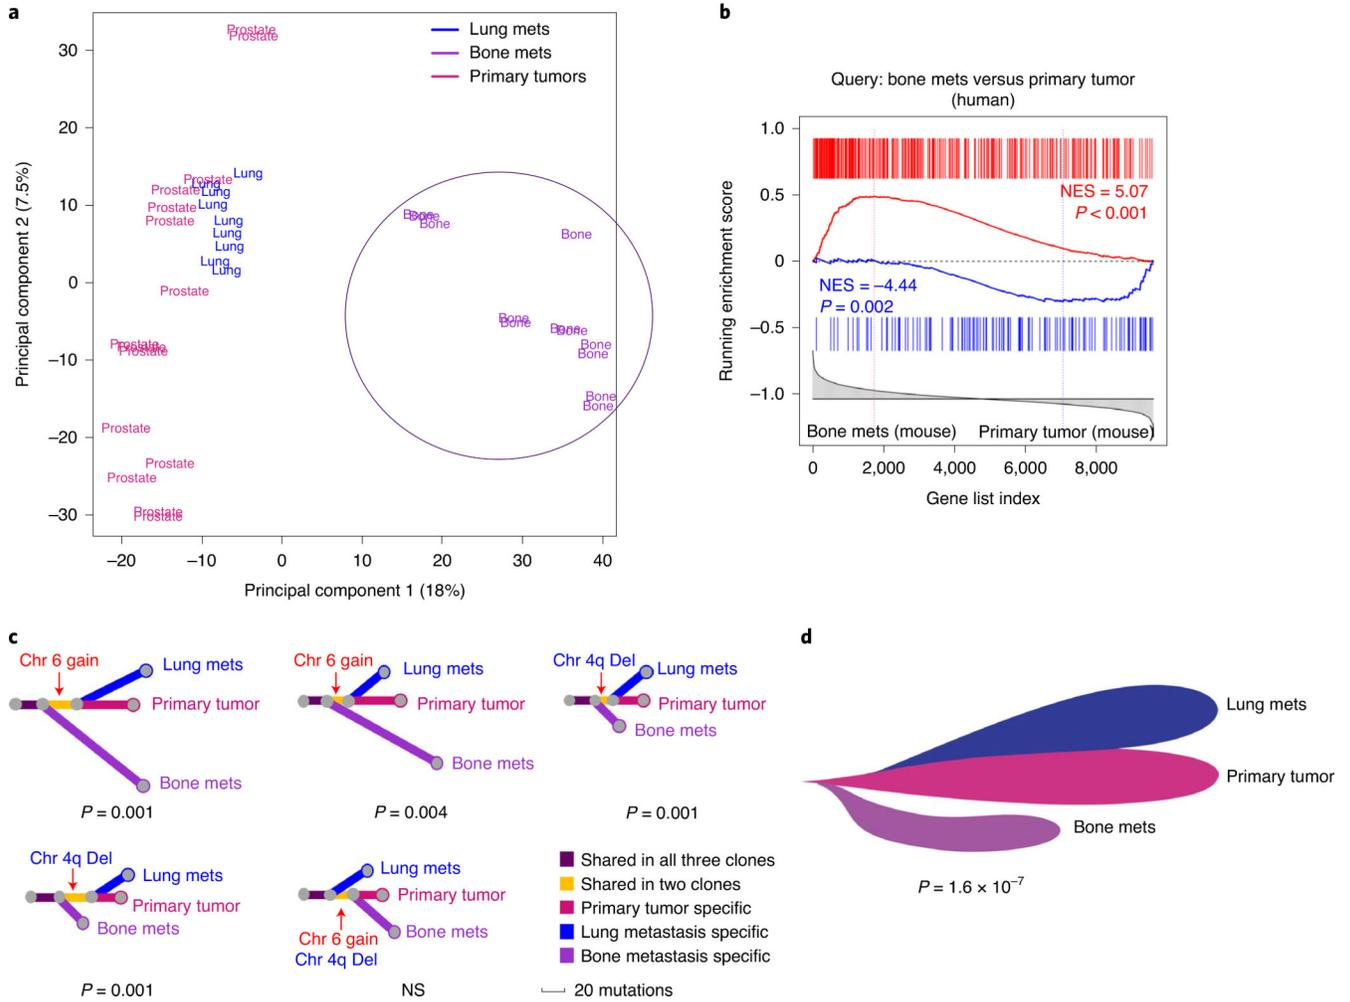 a
Prostate
Prostate
Lung mets
Bone mets
Primary tumors
30
20
10
0
−10
−20
−30
Principal component 2 (7.5%)
Lung
Prostate
Lung
Prostate
Lung
Lung
Prostate
Prostate
Lung
Lung
Lung
Lung
Lung
Prostate
Prostate
Prostate
Prostate
Prostate
Prostate
Prostate
Prostate
Prostate
Bone
Bone
Bone
Bone
Bone
Bone
Bone
Bone
Bone
Bone
Bone
Bone
−20
−10
0
10
20
30
40
Principal component 1 (18%)
b
Query: bone mets versus primary tumor
(human)
1.0
0.5
0
−0.5
−1.0
Running enrichment score
NES = 5.07
P < 0.001
NES = −4.44
P = 0.002
Bone mets (mouse)
Primary tumor (mouse)
0
2,000
4,000
6,000
8,000
Gene list index
c
Chr 6 gain
Lung mets
Primary tumor
Bone mets
P = 0.001
Chr 6 gain
Lung mets
Primary tumor
Bone mets
P = 0.004
Chr 4q Del
Lung mets
Primary tumor
Bone mets
P = 0.001
Chr 4q Del
Lung mets
Primary tumor
Bone mets
P = 0.001
Lung mets
Primary tumor
Bone mets
Chr 6 gain
Chr 4q Del
NS
Shared in all three clones
Shared in two clones
Primary tumor specific
Lung metastasis specific
Bone metastasis specific
20 mutations
d
Lung mets
Primary tumor
Bone mets
P = 1.6 × 10⁻⁷